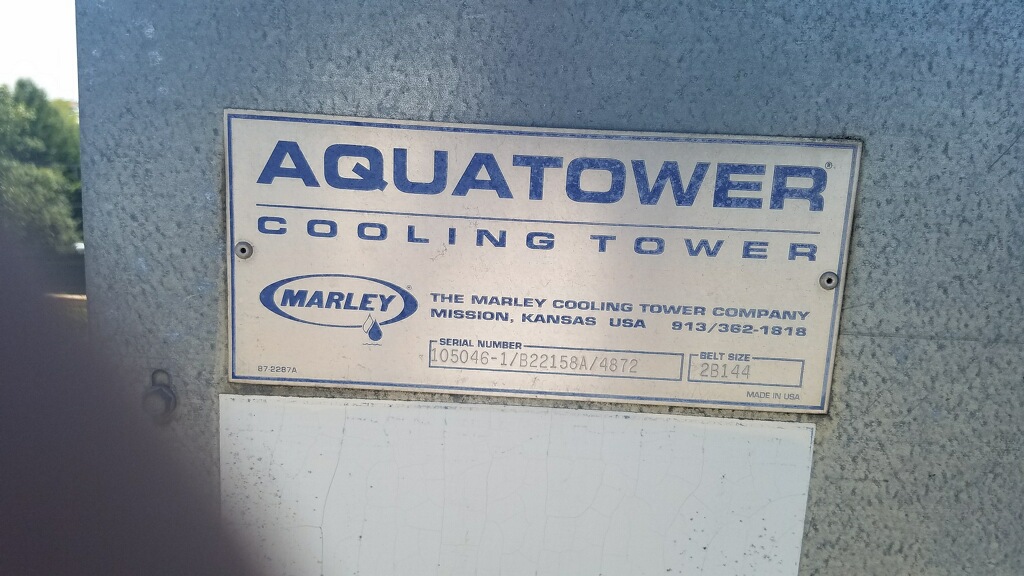 AQUATOWER®
COOLING TOWER
MARLEY®
THE MARLEY COOLING TOWER COMPANY
MISSION, KANSAS USA 913/362-1818
SERIAL NUMBER
105046-1/B22158A/4872
BELT SIZE
2B144
87-2287A
MADE IN USA